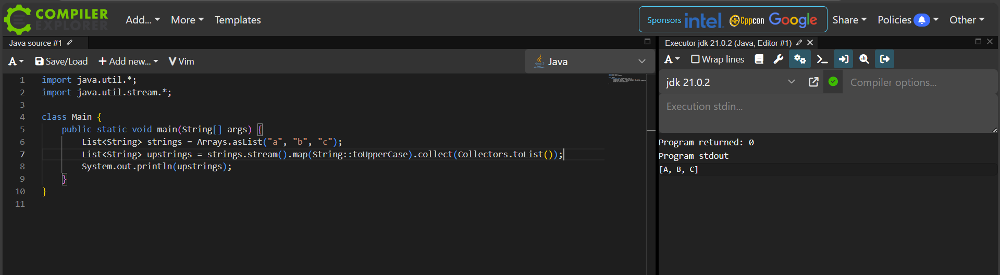 COMPILER
EXPLORER
Add...
More
Templates
Sponsors
intel.
Cppcon
Google
Share
Policies
Other
Java source #1
A
Save/Load
Add new...
Vim
Java
1 import java.util.*;
2 import java.util.stream.*;
3
4 class Main {
5     public static void main(String[] args) {
6         List<String> strings = Arrays.asList("a", "b", "c");
7         List<String> upstrings = strings.stream().map(String::toUpperCase).collect(Collectors.toList());
8         System.out.println(upstrings);
9     }
10 }
11
Executor jdk 21.0.2 (Java, Editor #1)
A
Wrap lines
jdk 21.0.2
Compiler options...
Execution stdin...
Program returned: 0
Program stdout
[A, B, C]